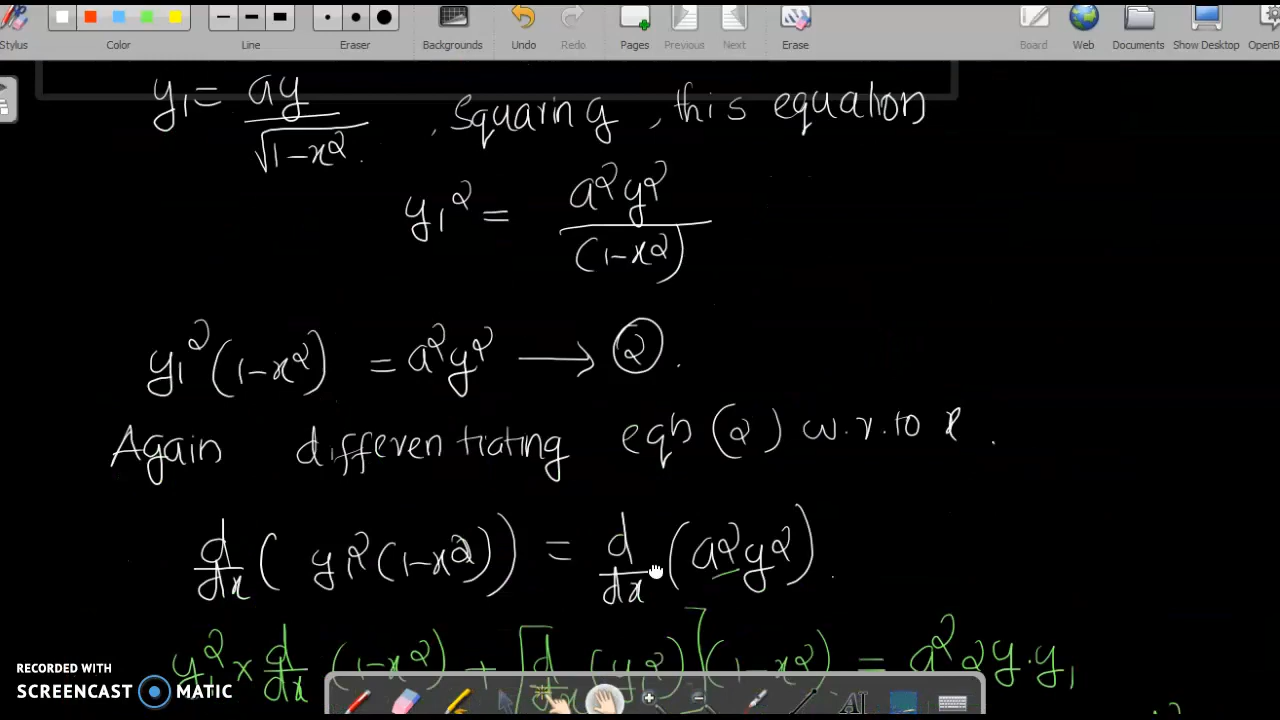 Stylus Color Line Eraser Backgrounds Undo Redo Pages Previous Next Erase Board Web Documents Show Desktop OpenB
y₁ = ay / √1-x² , Squaring, this equation
y₁² = a²y² / (1-x²)
y₁²(1-x²) = a²y² ⟶ ②.
Again differentiating eqn (2) w.r.to x.
d/dx ( y₁²(1-x²)) = d/dx (a²y²).
y₁² × d/dx (1-x²) + [d/dx (y₁²)](1-x²) = a²2y.y₁
RECORDED WITH
SCREENCAST MATIC